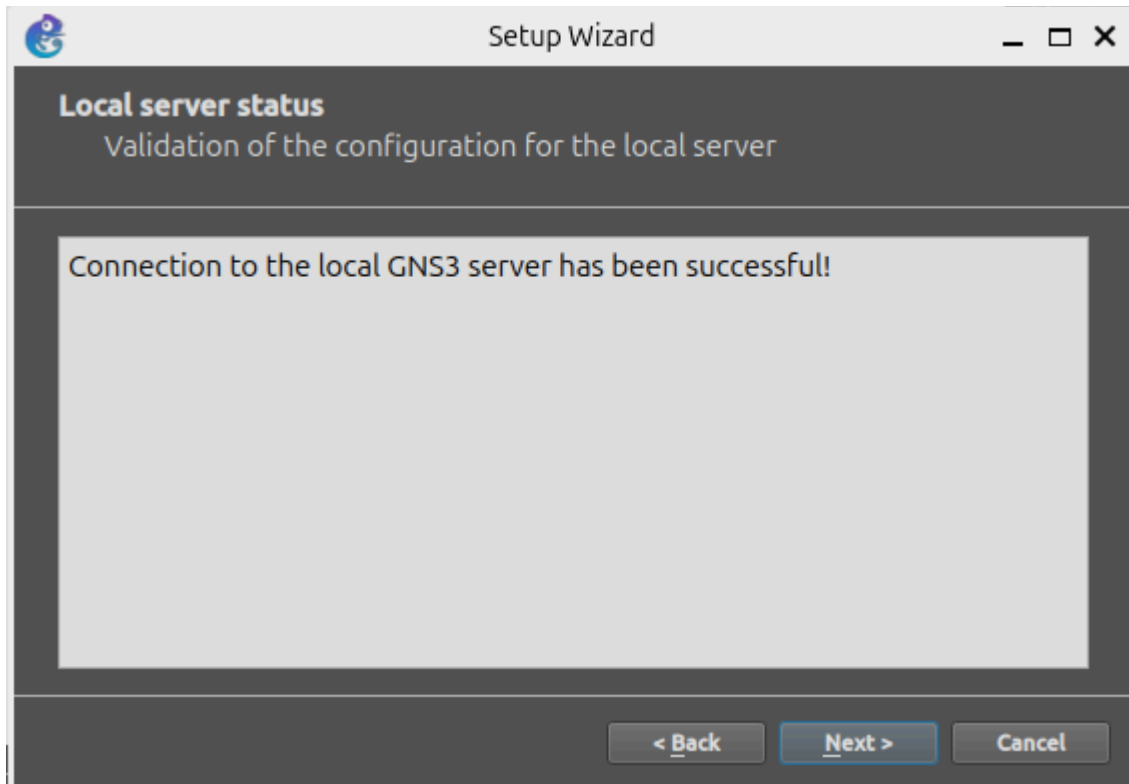 Setup Wizard
Local server status
Validation of the configuration for the local server
Connection to the local GNS3 server has been successful!
< Back
Next >
Cancel